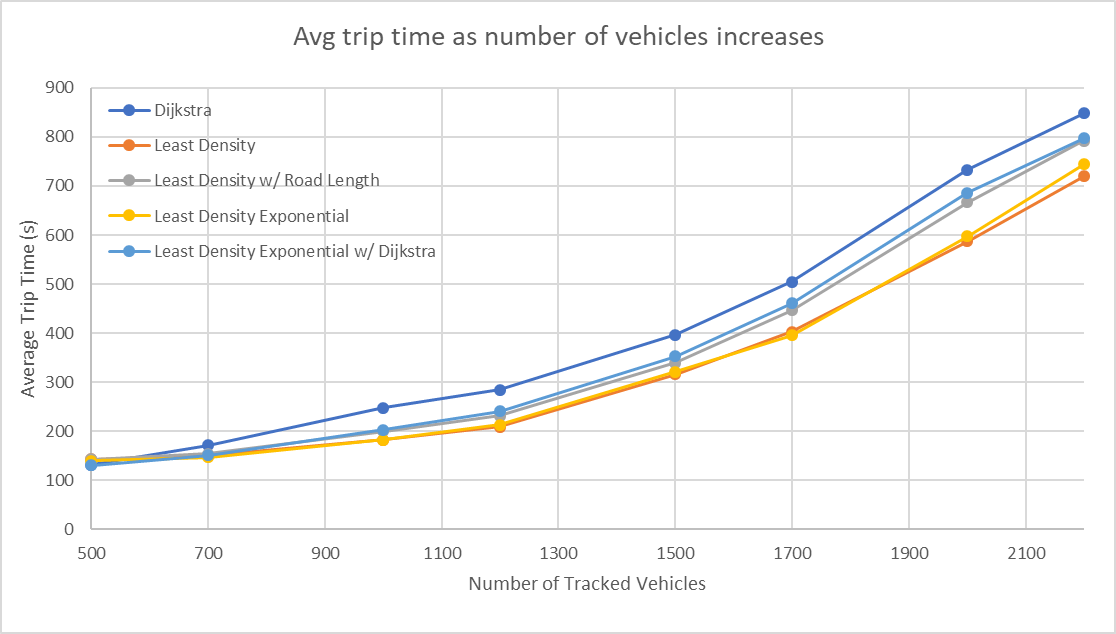 Avg trip time as number of vehicles increases
900
800
700
600
500
400
300
200
100
0
Average Trip Time (s)
Dijkstra
Least Density
Least Density w/ Road Length
Least Density Exponential
Least Density Exponential w/ Dijkstra
500 700 900 1100 1300 1500 1700 1900 2100
Number of Tracked Vehicles